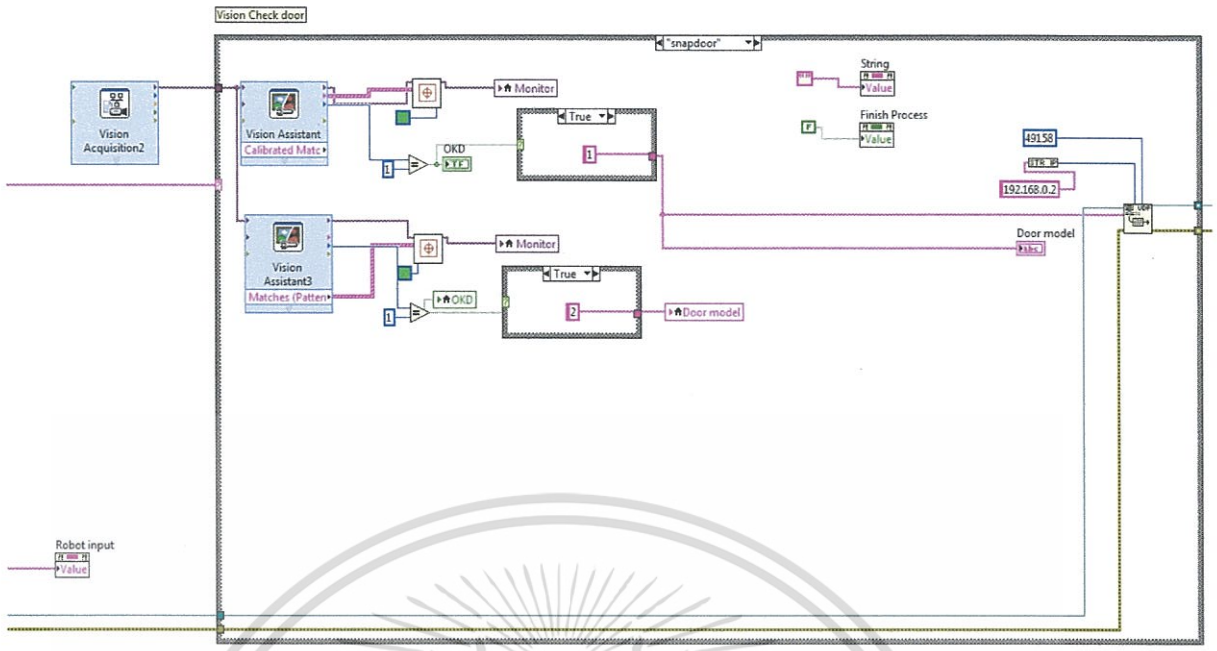 Vision Check door
"snapdoor"
String
Value
Monitor
Vision
Acquisition2
Vision Assistant
Calibrated Matc
True
Finish Process
F
Value
49158
OKD
TF
1
=
1
STR IP
192.168.0.2
UDP
Monitor
Door model
abc
Vision
Assistant3
Matches (Patten
True
OKD
1
=
2
Door model
Robot input
Value